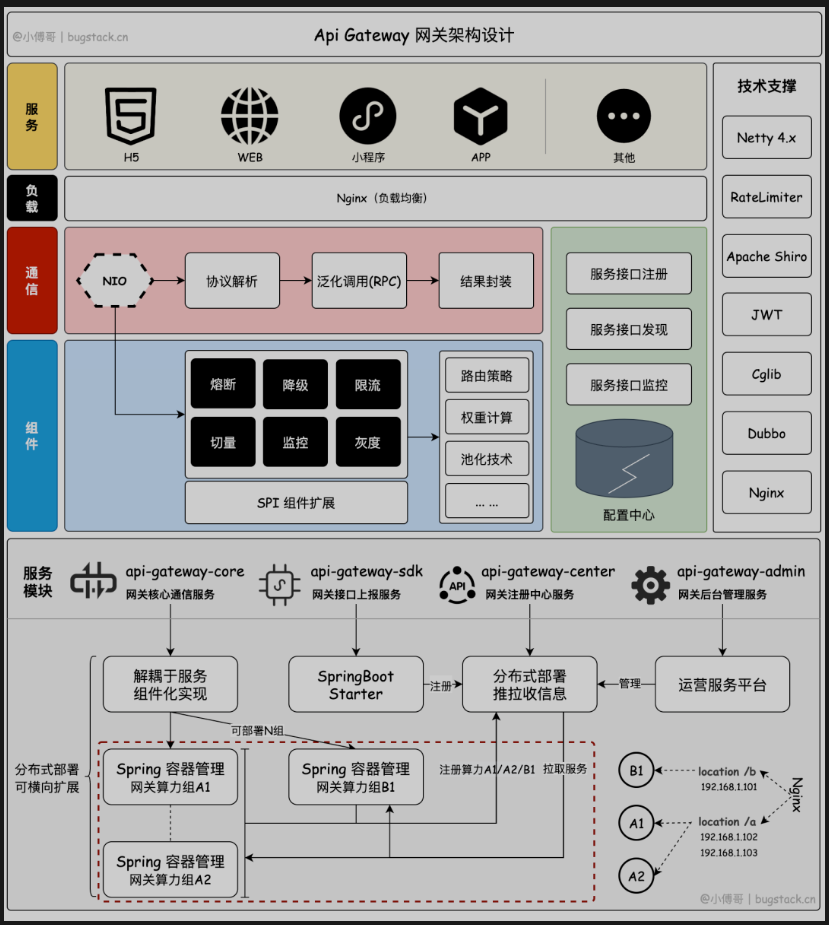 @小傅哥 | bugstack.cn
Api Gateway 网关架构设计
服
务
H5
WEB
小程序
APP
其他
技术支撑
Netty 4.x
RateLimiter
Apache Shiro
JWT
Cglib
Dubbo
Nginx
负
载
Nginx（负载均衡）
通
信
NIO
协议解析
泛化调用(RPC)
结果封装
服务接口注册
服务接口发现
服务接口监控
配置中心
组
件
熔断
降级
限流
切量
监控
灰度
SPI 组件扩展
路由策略
权重计算
池化技术
... ...
服务
模块
api-gateway-core
网关核心通信服务
api-gateway-sdk
网关接口上报服务
API
api-gateway-center
网关注册中心服务
api-gateway-admin
网关后台管理服务
解耦于服务
组件化实现
SpringBoot
Starter
注册
分布式部署
推拉收信息
管理
运营服务平台
可部署N组
分布式部署
可横向扩展
Spring 容器管理
网关算力组A1
Spring 容器管理
网关算力组B1
注册算力A1/A2/B1
拉取服务
Spring 容器管理
网关算力组A2
B1
location /b
192.168.1.101
Nginx
A1
location /a
192.168.1.102
192.168.1.103
A2
@小傅哥 | bugstack.cn